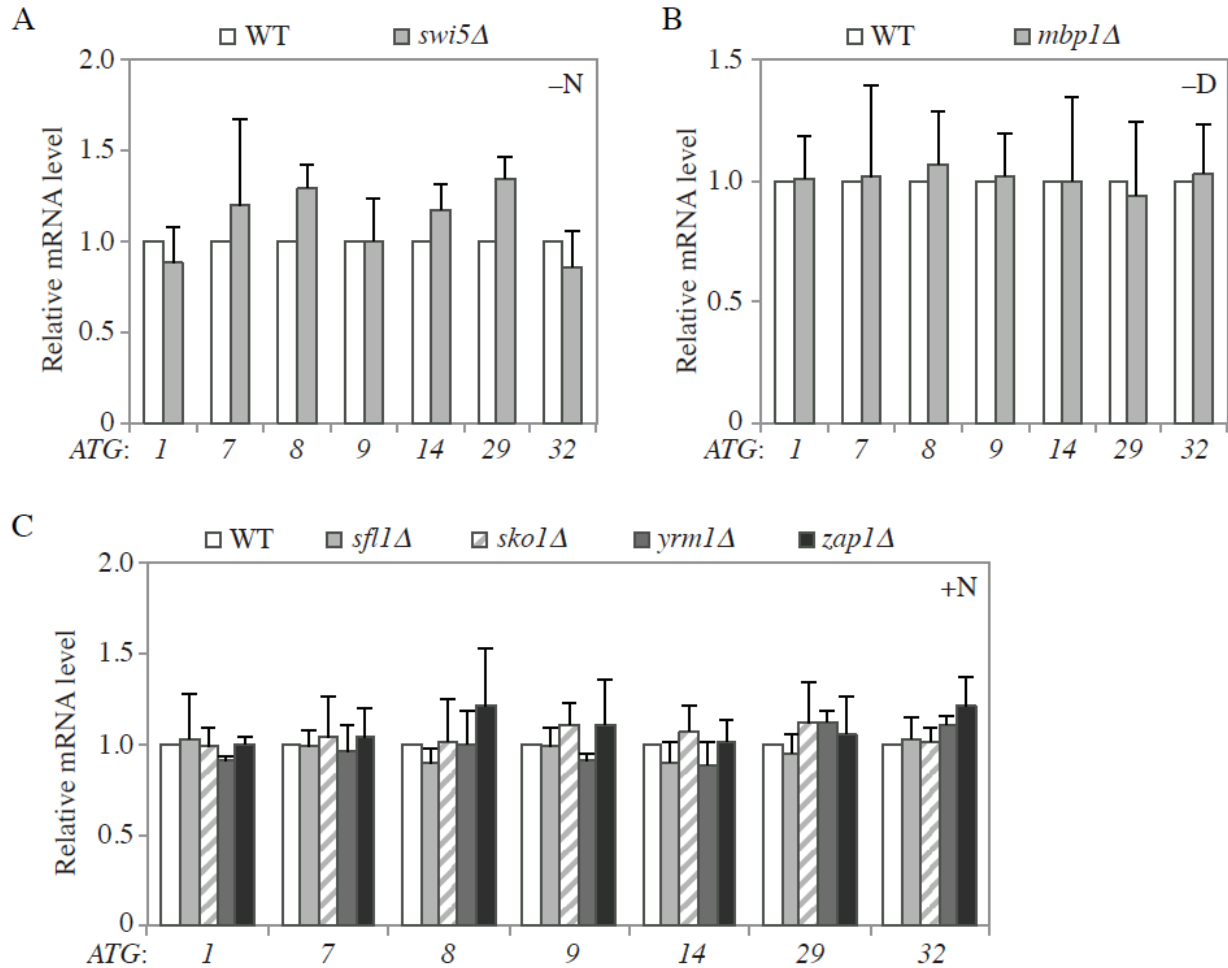 A
WT swi5Δ
2.0
1.5
1.0
0.5
0
Relative mRNA level
–N
ATG: 1 7 8 9 14 29 32
B
WT mbp1Δ
1.5
1.0
0.5
0
Relative mRNA level
–D
ATG: 1 7 8 9 14 29 32
C
WT sfl1Δ sko1Δ yrm1Δ zap1Δ
2.0
1.5
1.0
0.5
0
Relative mRNA level
+N
ATG: 1 7 8 9 14 29 32